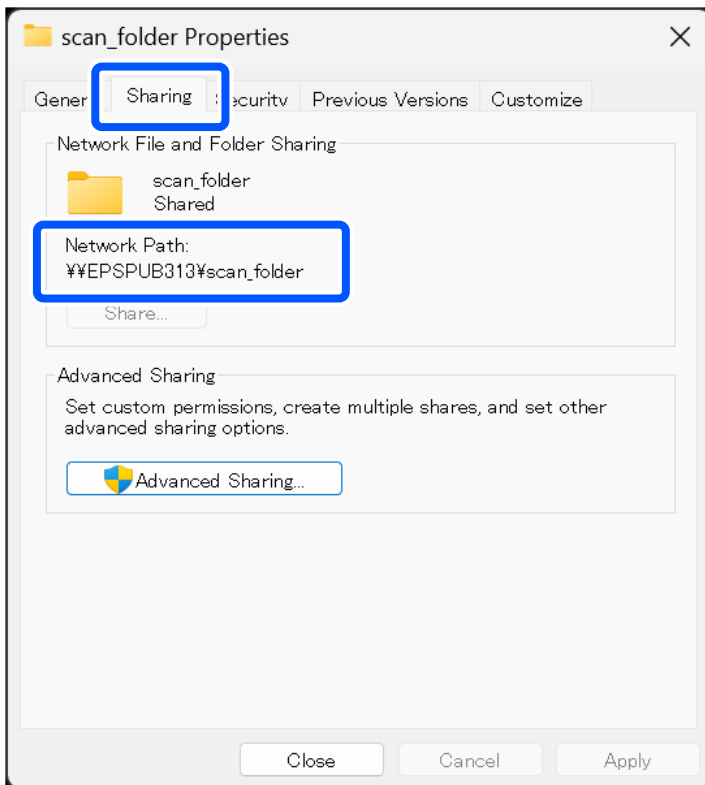 scan_folder Properties
Gener Sharing ecurity Previous Versions Customize
Network File and Folder Sharing
scan_folder
Shared
Network Path:
¥¥EPSPUB313¥scan_folder
Share...
Advanced Sharing
Set custom permissions, create multiple shares, and set other
advanced sharing options.
Advanced Sharing...
Close Cancel Apply